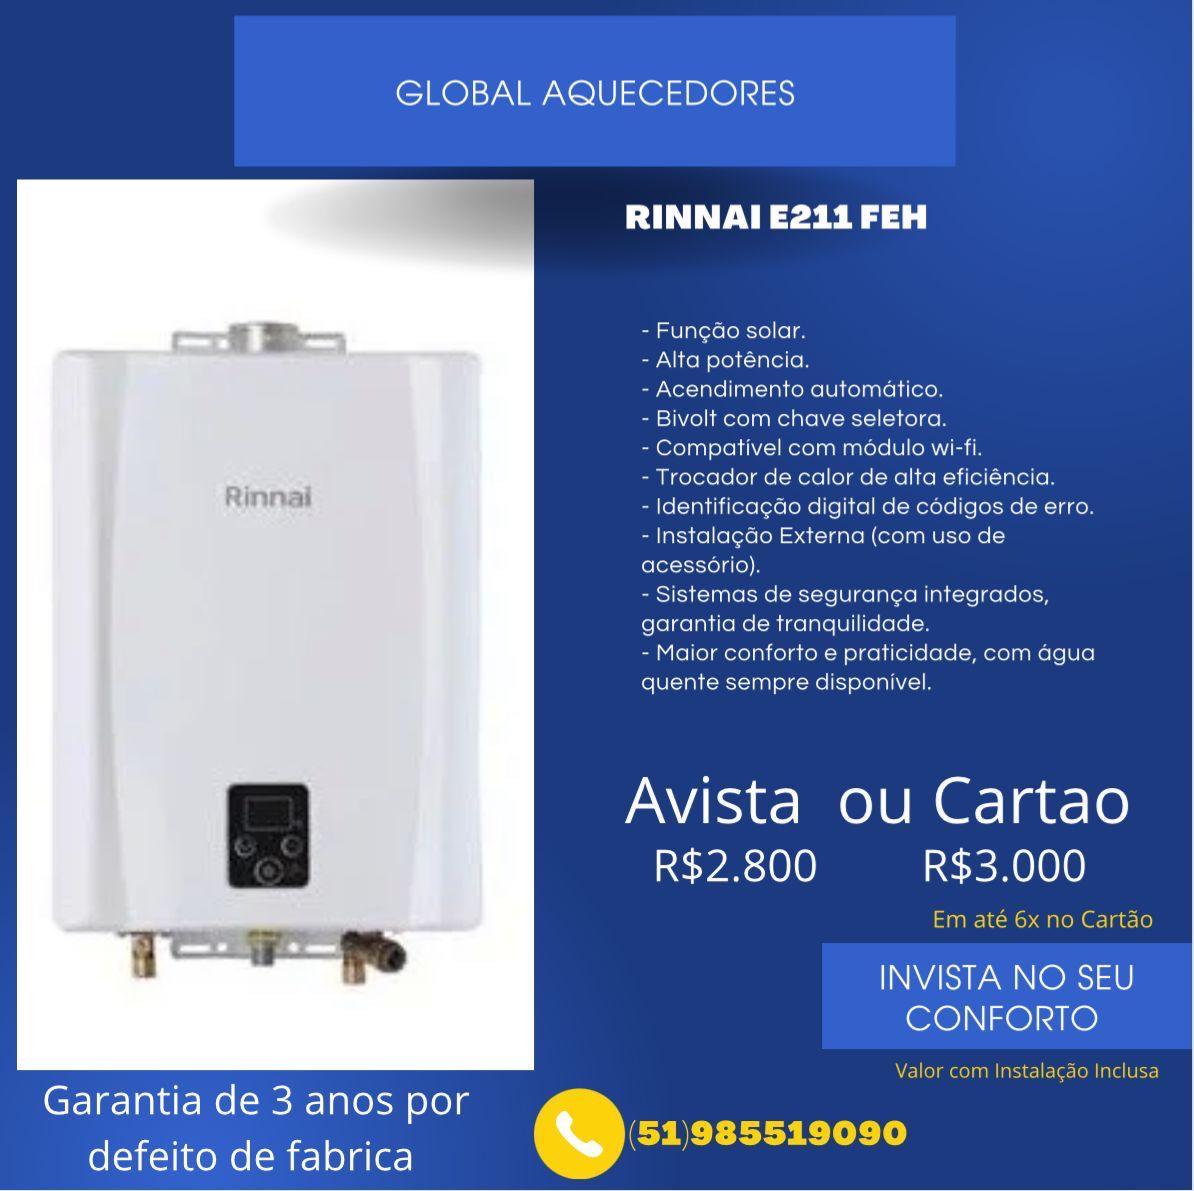 GLOBAL AQUECEDORES
RINNAI E211 FEH
- Função solar.
- Alta potência.
- Acendimento automático.
- Bivolt com chave seletora.
- Compatível com módulo wi-fi.
- Trocador de calor de alta eficiência.
- Identificação digital de códigos de erro.
- Instalação Externa (com uso de
acessório).
- Sistemas de segurança integrados,
garantia de tranquilidade.
- Maior conforto e praticidade, com água
quente sempre disponível.
Rinnai
Avista ou Cartao
R$2.800 R$3.000
Em até 6x no Cartão
INVISTA NO SEU
CONFORTO
Valor com Instalação Inclusa
Garantia de 3 anos por
defeito de fabrica
(51)985519090